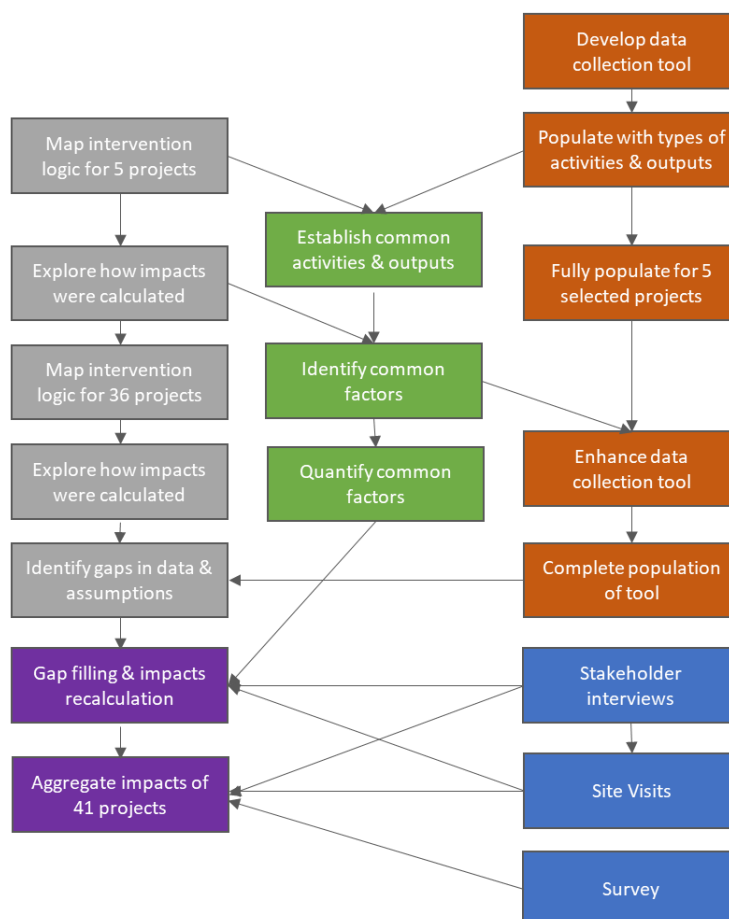 Develop data
collection tool
Map intervention
logic for 5 projects
Populate with types of
activities & outputs
Establish common
activities & outputs
Explore how impacts
were calculated
Fully populate for 5
selected projects
Map intervention
logic for 36 projects
Identify common
factors
Explore how impacts
were calculated
Quantify common
factors
Enhance data
collection tool
Identify gaps in data &
assumptions
Complete population
of tool
Gap filling & impacts
recalculation
Stakeholder
interviews
Aggregate impacts of
41 projects
Site Visits
Survey